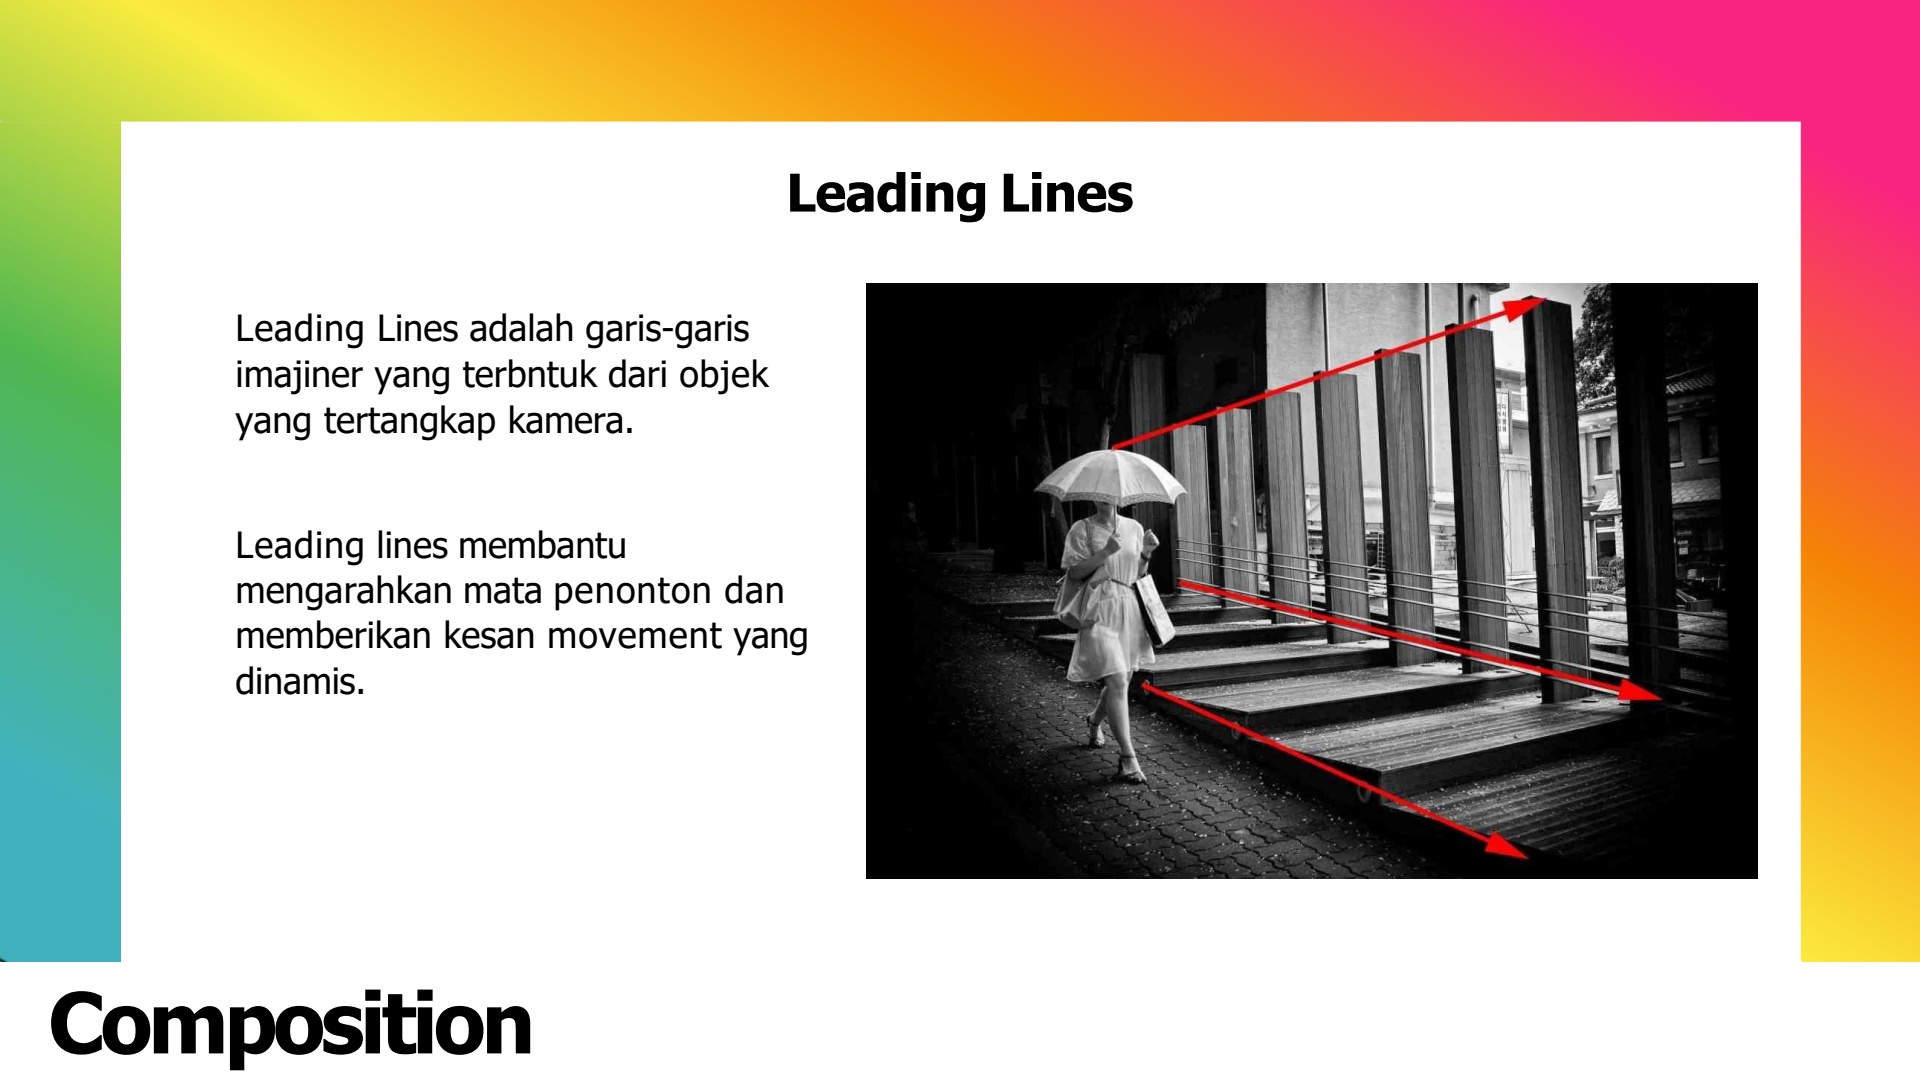 Leading Lines
Leading Lines adalah garis-garis
imajiner yang terbntuk dari objek
yang tertangkap kamera.
Leading lines membantu
mengarahkan mata penonton dan
memberikan kesan movement yang
dinamis.
Composition